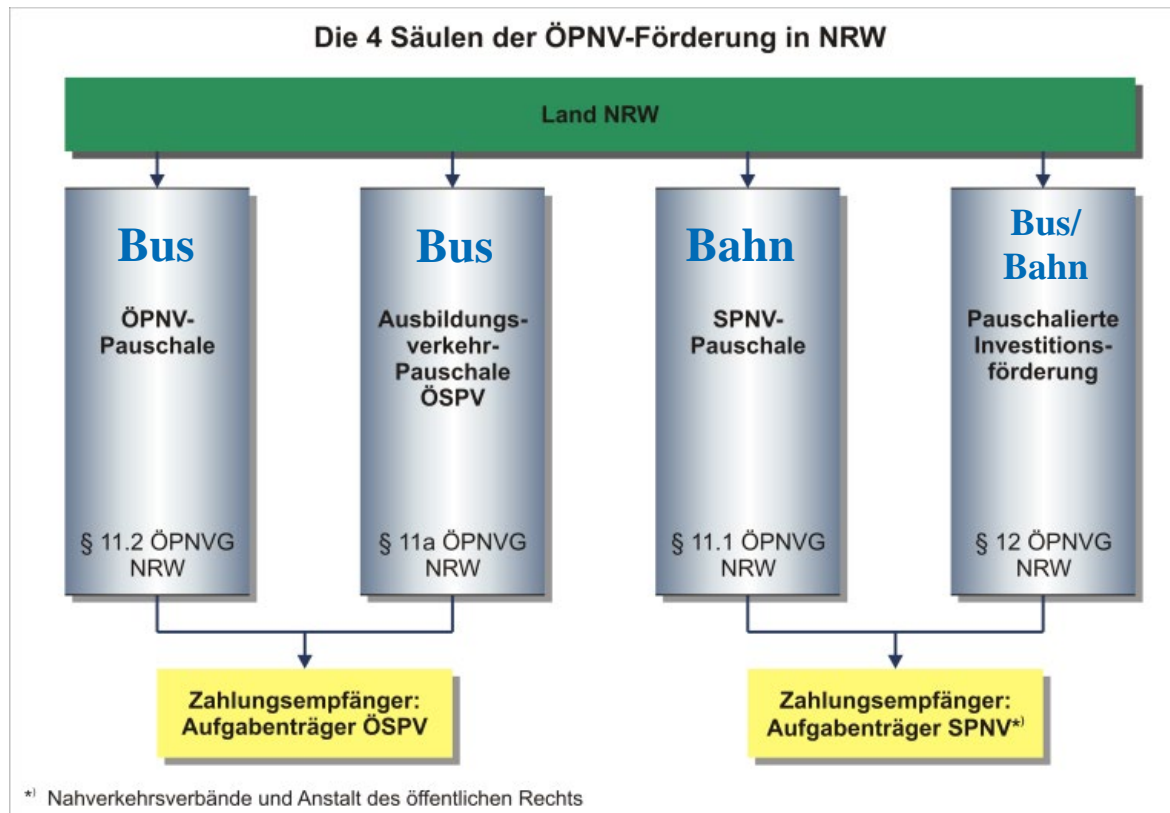 Die 4 Säulen der ÖPNV-Förderung in NRW
Land NRW
Bus
ÖPNV-
Pauschale
§ 11.2 ÖPNVG
NRW
Bus
Ausbildungs-
verkehr-
Pauschale
ÖSPV
§ 11a ÖPNVG
NRW
Bahn
SPNV-
Pauschale
§ 11.1 ÖPNVG
NRW
Bus/
Bahn
Pauschalierte
Investitions-
förderung
§ 12 ÖPNVG
NRW
Zahlungsempfänger:
Aufgabenträger ÖSPV
Zahlungsempfänger:
Aufgabenträger SPNV*)
*) Nahverkehrsverbände und Anstalt des öffentlichen Rechts